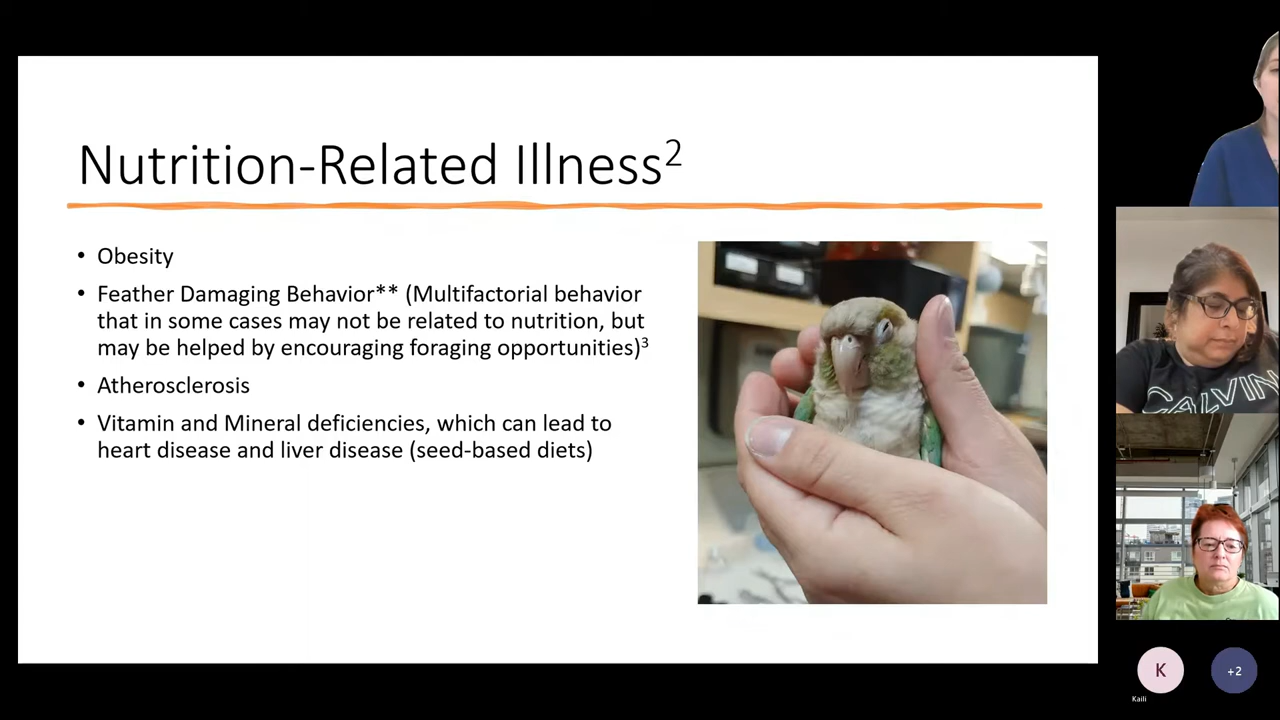 Nutrition-Related Illness²
• Obesity
• Feather Damaging Behavior** (Multifactorial behavior
that in some cases may not be related to nutrition, but
may be helped by encouraging foraging opportunities)³
• Atherosclerosis
• Vitamin and Mineral deficiencies, which can lead to
heart disease and liver disease (seed-based diets)
CALVIN
K
+2
Kaili